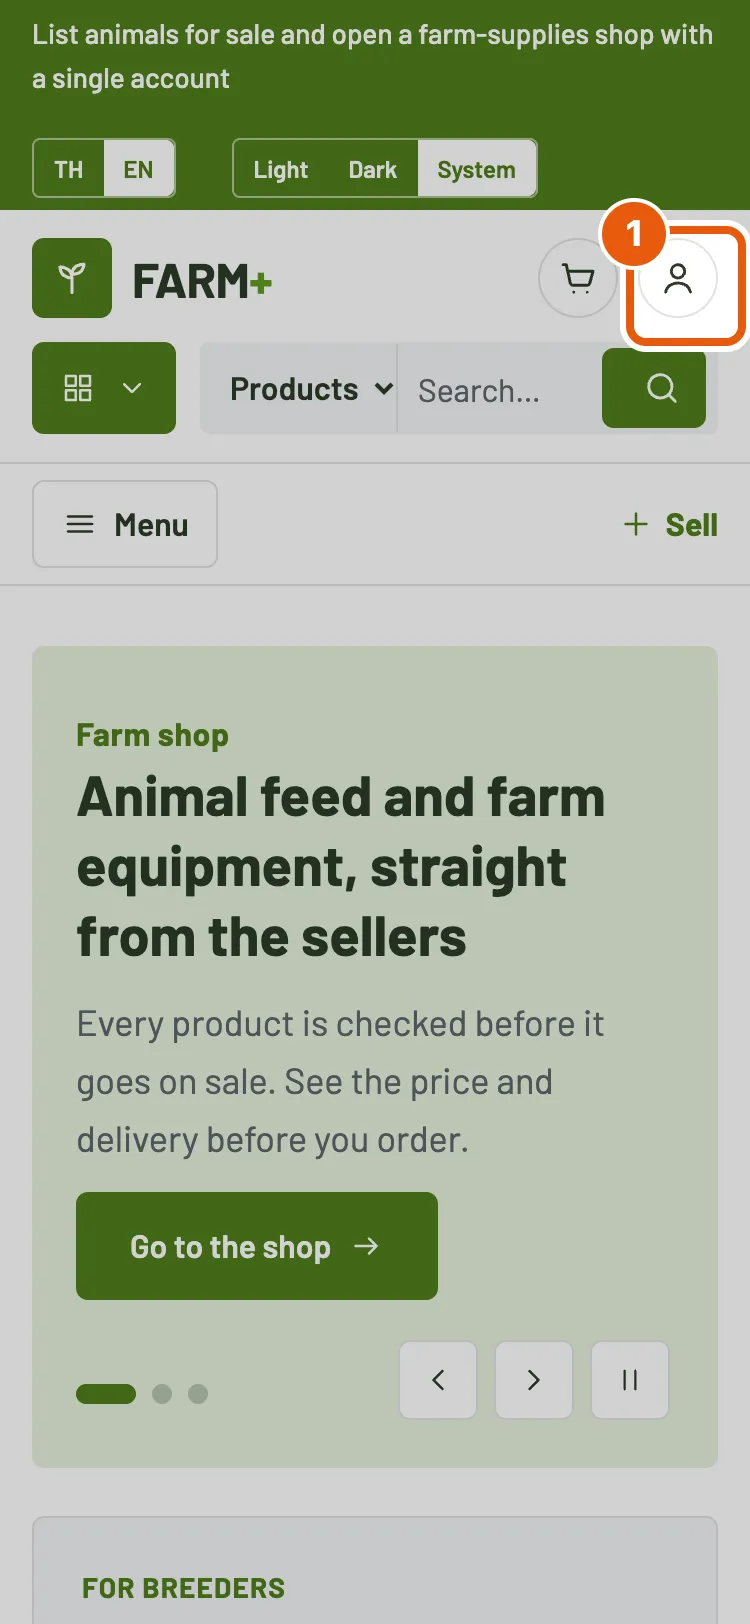 List animals for sale and open a farm-supplies shop with
a single account
TH EN Light Dark System
1
FARM+
Products Search...
Menu + Sell
Farm shop
Animal feed and farm
equipment, straight
from the sellers
Every product is checked before it
goes on sale. See the price and
delivery before you order.
Go to the shop →
FOR BREEDERS